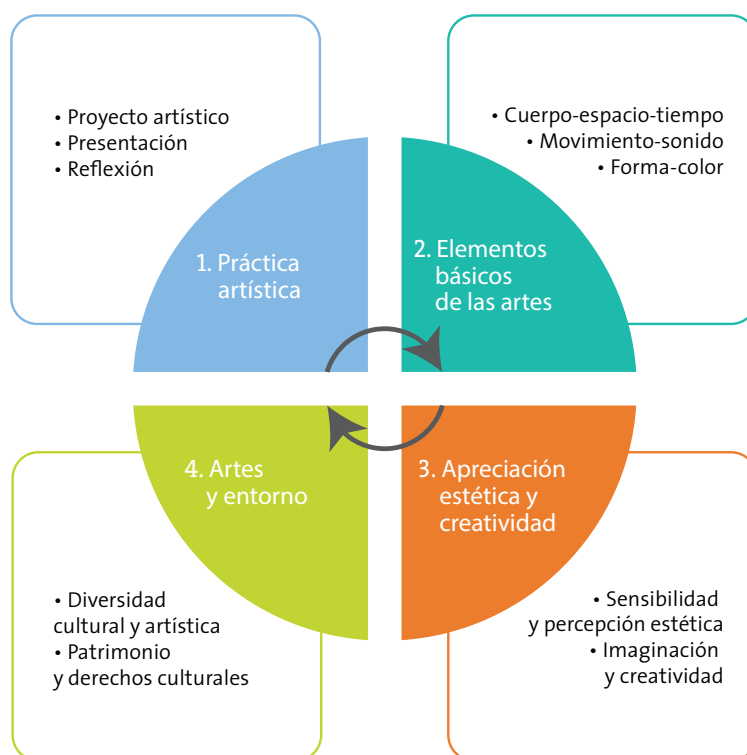 • Proyecto artístico
• Presentación
• Reflexión
1. Práctica
artística
• Cuerpo-espacio-tiempo
• Movimiento-sonido
• Forma-color
2. Elementos
básicos
de las artes
4. Artes
y entorno
• Diversidad
cultural y artística
• Patrimonio
y derechos culturales
3. Apreciación
estética y
creatividad
• Sensibilidad
y percepción estética
• Imaginación
y creatividad